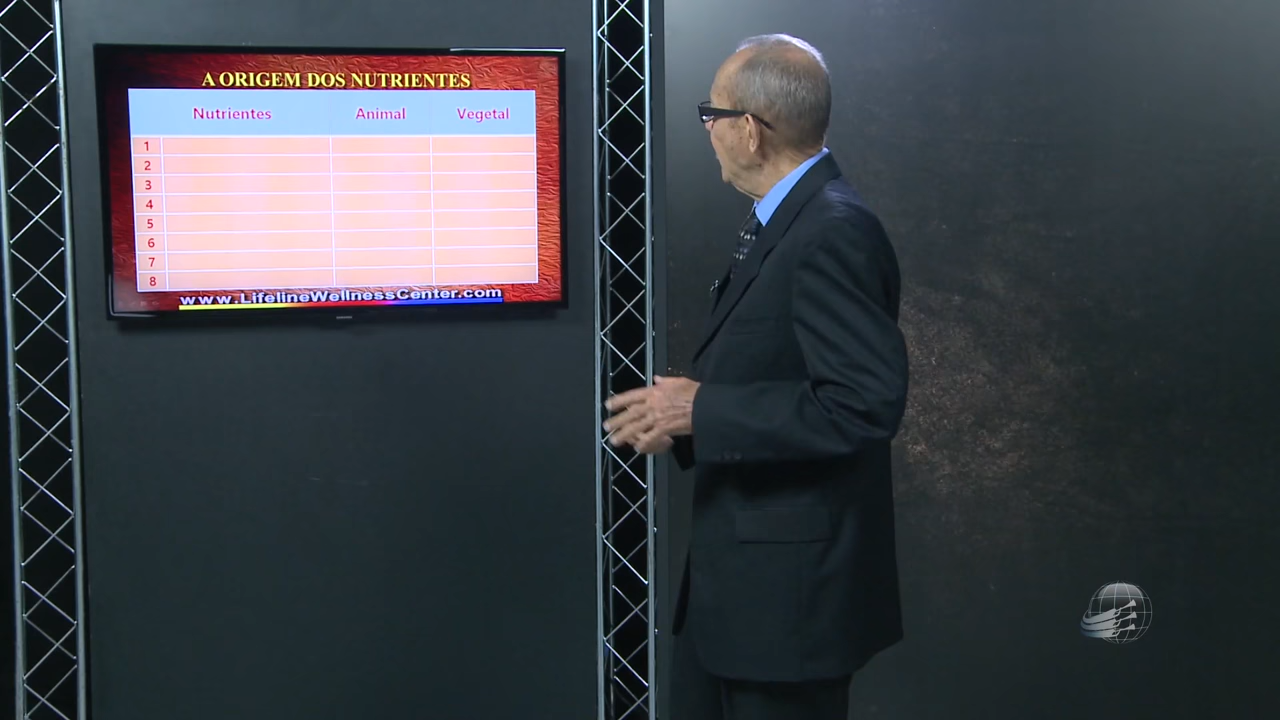 A ORIGEM DOS NUTRIENTES
Nutrientes Animal Vegetal
1
2
3
4
5
6
7
8
www.LifelineWellnessCenter.com